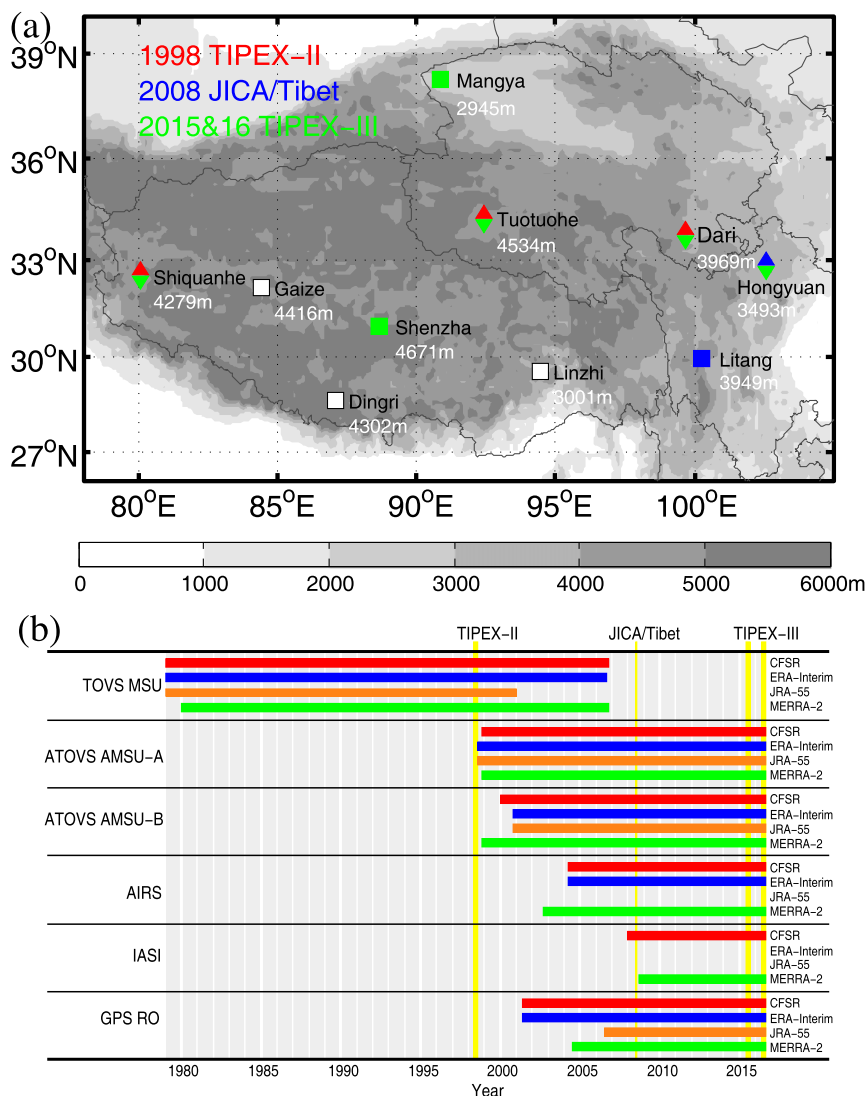 (a)
39°N
36°N
33°N
30°N
27°N
1998 TIPEX-II
2008 JICA/Tibet
2015&16 TIPEX-III
Mangya
2945m
Tuotuohe
4534m
Dari
3969m
Hongyuan
3493m
Shiquanhe
4279m
Gaize
4416m
Shenzha
4671m
Linzhi
3001m
Litang
3949m
Dingri
4302m
80°E 85°E 90°E 95°E 100°E
0 1000 2000 3000 4000 5000 6000m
(b)
TIPEX-II JICA/Tibet TIPEX-III
TOVS MSU
CFSR
ERA-Interim
JRA-55
MERRA-2
ATOVS AMSU-A
CFSR
ERA-Interim
JRA-55
MERRA-2
ATOVS AMSU-B
CFSR
ERA-Interim
JRA-55
MERRA-2
AIRS
CFSR
ERA-Interim
JRA-55
MERRA-2
IASI
CFSR
ERA-Interim
JRA-55
MERRA-2
GPS RO
CFSR
ERA-Interim
JRA-55
MERRA-2
1980 1985 1990 1995 2000 2005 2010 2015
Year